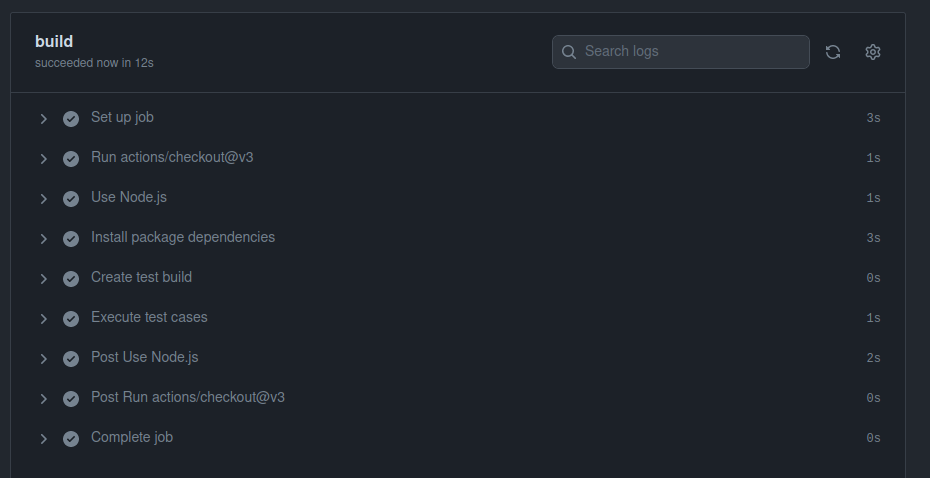 build
succeeded now in 12s
Search logs
Set up job 3s
Run actions/checkout@v3 1s
Use Node.js 1s
Install package dependencies 3s
Create test build 0s
Execute test cases 1s
Post Use Node.js 2s
Post Run actions/checkout@v3 0s
Complete job 0s